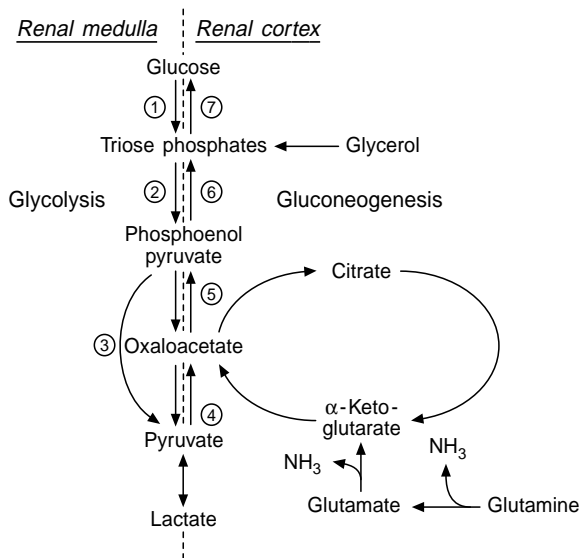 Renal medulla
Renal cortex
Glucose
① ⑦
Triose phosphates
Glycerol
Glycolysis
② ⑥
Gluconeogenesis
Phosphoenol
pyruvate
Citrate
⑤
③
Oxaloacetate
④
α-Keto-
glutarate
Pyruvate
NH₃
NH₃
Glutamate
Glutamine
Lactate